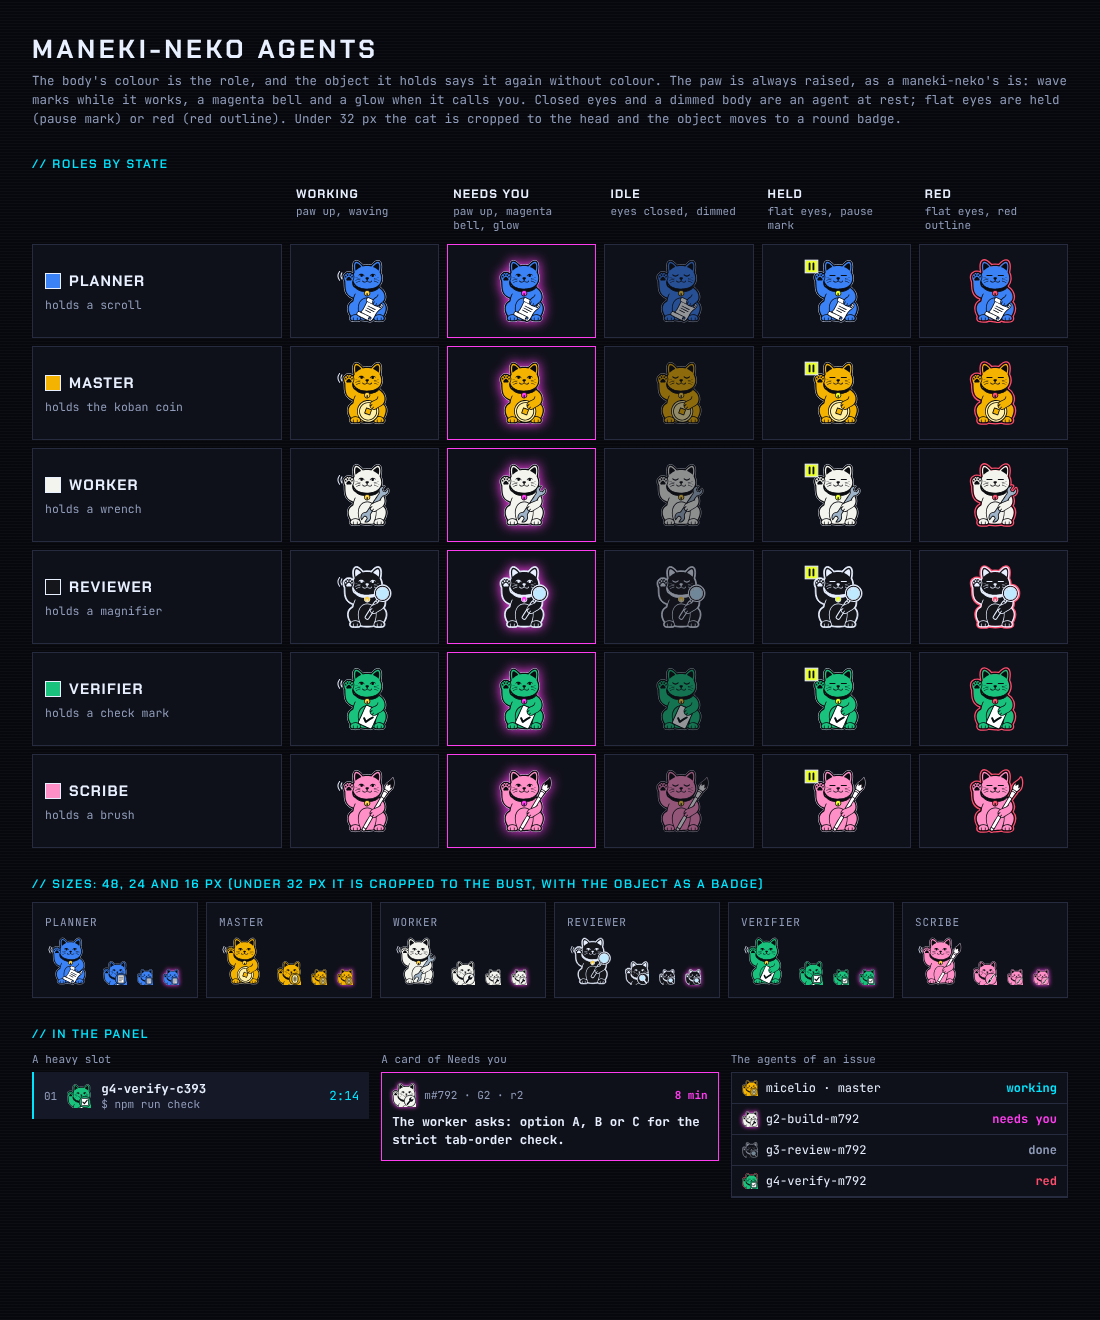 MANEKI-NEKO AGENTS
The body's colour is the role, and the object it holds says it again without colour. The paw is always raised, as a maneki-neko's is: wave
marks while it works, a magenta bell and a glow when it calls you. Closed eyes and a dimmed body are an agent at rest; flat eyes are held
(pause mark) or red (red outline). Under 32 px the cat is cropped to the head and the object moves to a round badge.
// ROLES BY STATE
WORKING
paw up, waving
NEEDS YOU
paw up, magenta
bell, glow
IDLE
eyes closed, dimmed
HELD
flat eyes, pause
mark
RED
flat eyes, red
outline
PLANNER
holds a scroll
MASTER
holds the koban coin
WORKER
holds a wrench
REVIEWER
holds a magnifier
VERIFIER
holds a check mark
SCRIBE
holds a brush
// SIZES: 48, 24 AND 16 PX (UNDER 32 PX IT IS CROPPED TO THE BUST, WITH THE OBJECT AS A BADGE)
PLANNER
MASTER
WORKER
REVIEWER
VERIFIER
SCRIBE
// IN THE PANEL
A heavy slot
01
g4-verify-c393
$ npm run check
2:14
A card of Needs you
m#792 · G2 · r2
8 min
The worker asks: option A, B or C for the
strict tab-order check.
The agents of an issue
micelio · master
working
g2-build-m792
needs you
g3-review-m792
done
g4-verify-m792
red